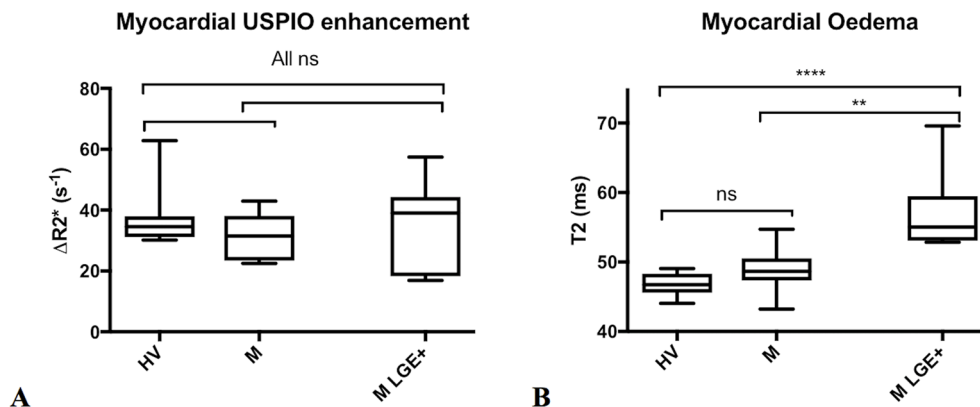 Myocardial USPIO enhancement
All ns
80
60
40
20
0
ΔR2* (s-1)
HV
M
M LGE+
A
Myocardial Oedema
****
**
ns
70
60
50
40
T2 (ms)
HV
M
M LGE+
B